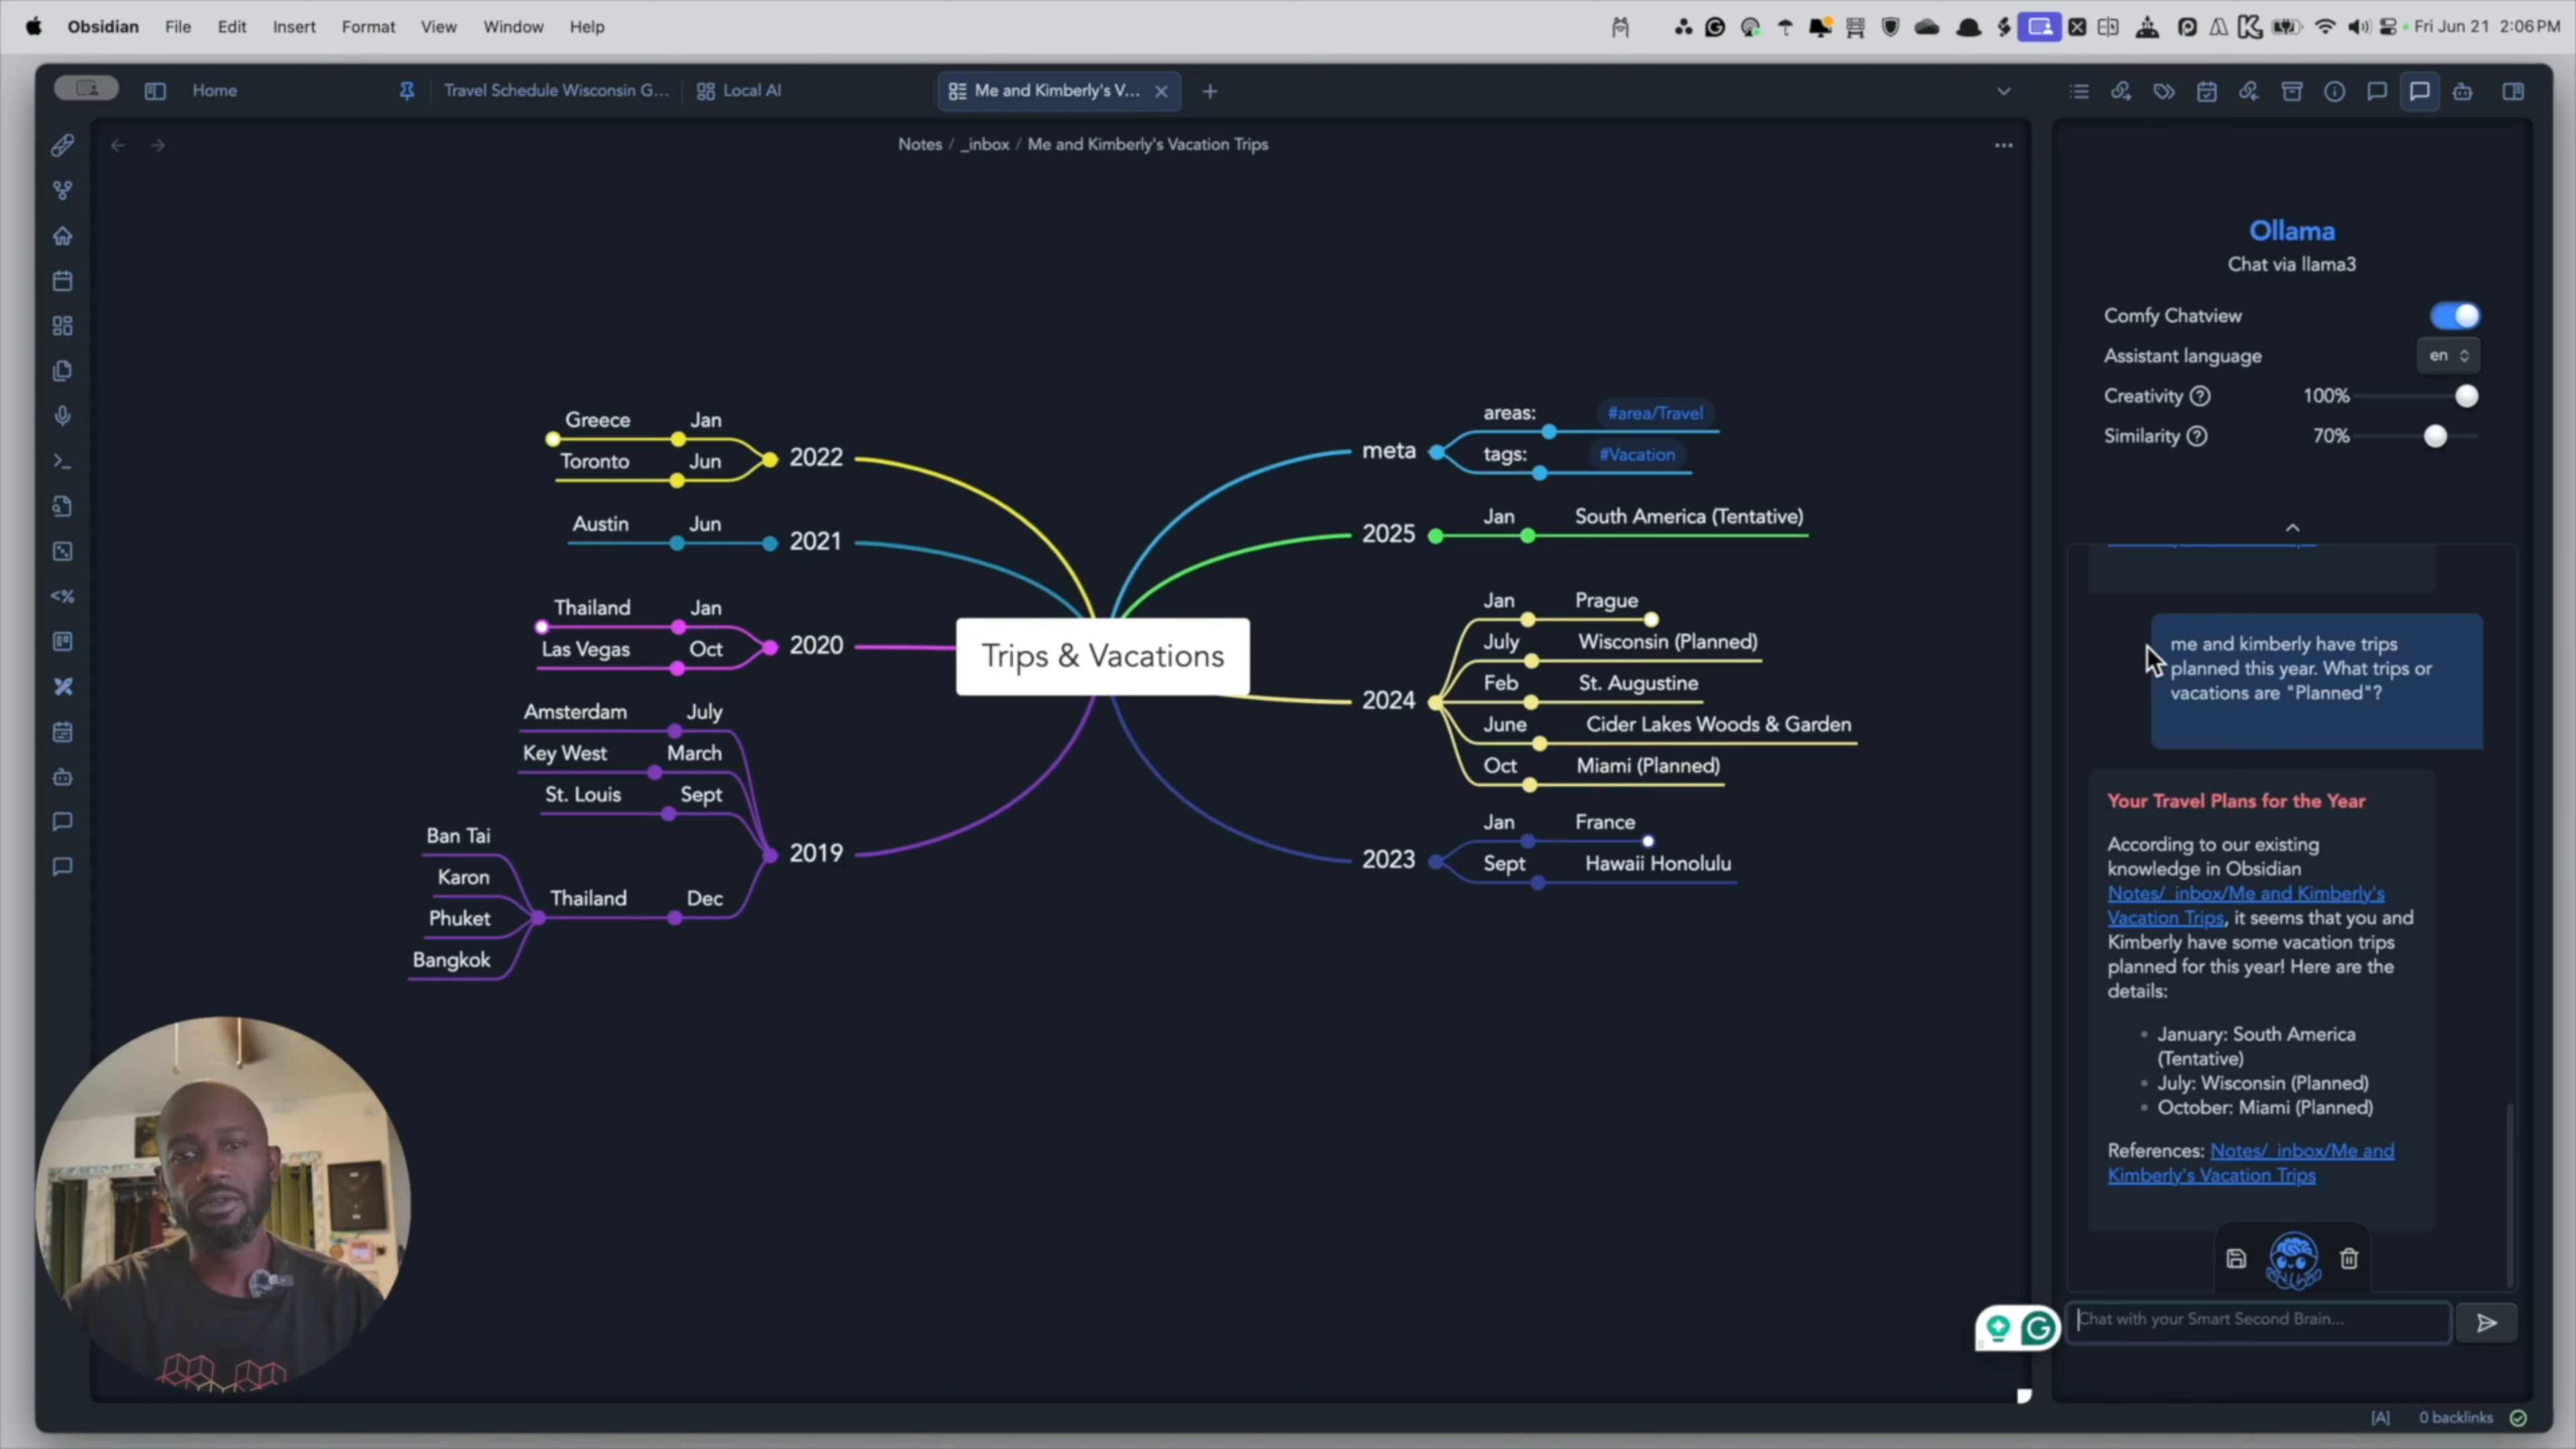 Obsidian File Edit Insert Format View Window Help Fri Jun 21 2:06 PM
Home Travel Schedule Wisconsin G... Local AI Me and Kimberly's V...
Notes / _inbox / Me and Kimberly's Vacation Trips
Trips & Vacations
2022
Jan Greece
Jun Toronto
2021
Jun Austin
2020
Jan Thailand
Oct Las Vegas
2019
July Amsterdam
March Key West
Sept St. Louis
Dec Thailand
Ban Tai
Karon
Phuket
Bangkok
meta
areas: #area/Travel
tags: #Vacation
2025
Jan South America (Tentative)
2024
Jan Prague
July Wisconsin (Planned)
Feb St. Augustine
June Cider Lakes Woods & Garden
Oct Miami (Planned)
2023
Jan France
Sept Hawaii Honolulu
Ollama
Chat via llama3
Comfy Chatview
Assistant language en
Creativity 100%
Similarity 70%
me and kimberly have trips
planned this year. What trips or
vacations are "Planned"?
Your Travel Plans for the Year
According to our existing
knowledge in Obsidian
Notes/_inbox/Me and Kimberly's
Vacation Trips, it seems that you and
Kimberly have some vacation trips
planned for this year! Here are the
details:
• January: South America
(Tentative)
• July: Wisconsin (Planned)
• October: Miami (Planned)
References: Notes/_inbox/Me and
Kimberly's Vacation Trips
Chat with your Smart Second Brain...
[A] 0 backlinks